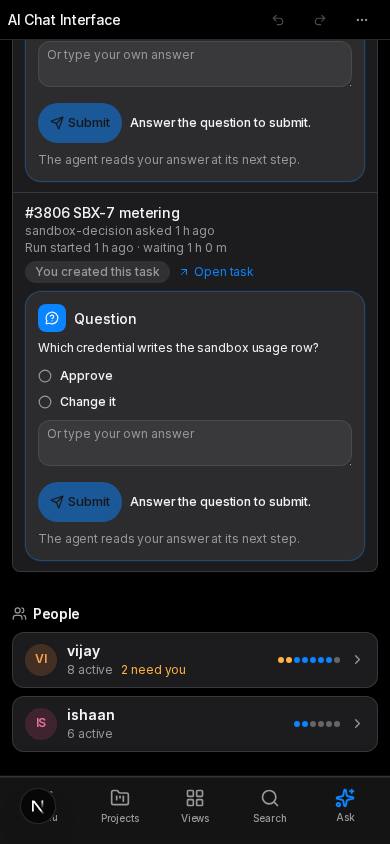 AI Chat Interface
Or type your own answer
Submit
Answer the question to submit.
The agent reads your answer at its next step.
#3806 SBX-7 metering
sandbox-decision asked 1 h ago
Run started 1 h ago · waiting 1 h 0 m
You created this task
Open task
Question
Which credential writes the sandbox usage row?
Approve
Change it
Or type your own answer
Submit
Answer the question to submit.
The agent reads your answer at its next step.
People
VI
vijay
8 active 2 need you
IS
ishaan
6 active
N
Projects
Views
Search
Ask